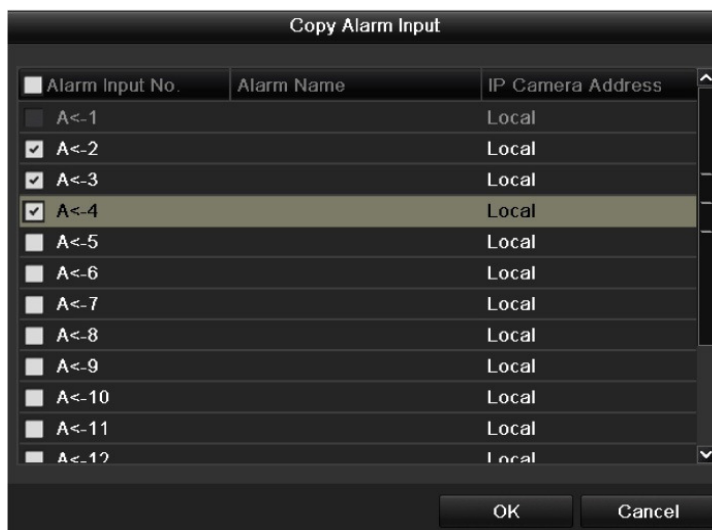 Copy Alarm Input
Alarm Input No. Alarm Name IP Camera Address
A<-1 Local
A<-2 Local
A<-3 Local
A<-4 Local
A<-5 Local
A<-6 Local
A<-7 Local
A<-8 Local
A<-9 Local
A<-10 Local
A<-11 Local
A<-12 Local
OK Cancel